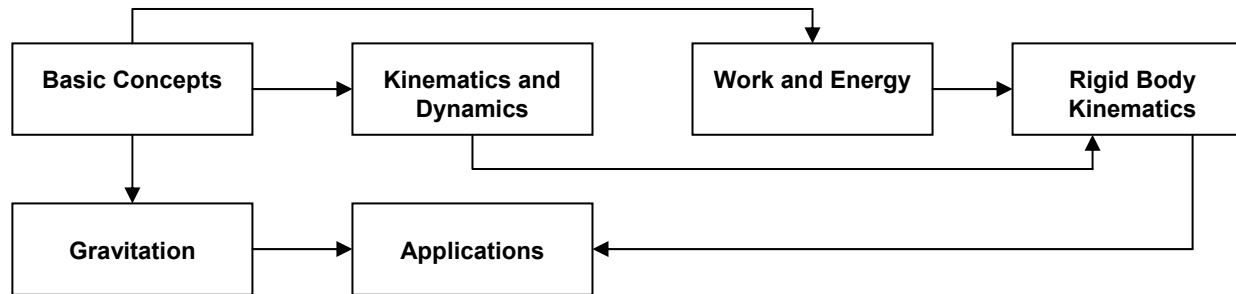 Basic Concepts
Kinematics and
Dynamics
Work and Energy
Rigid Body
Kinematics
Gravitation
Applications